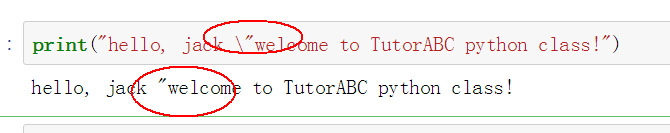 : print("hello, jack \"welcome to TutorABC python class!")
hello, jack "welcome to TutorABC python class!